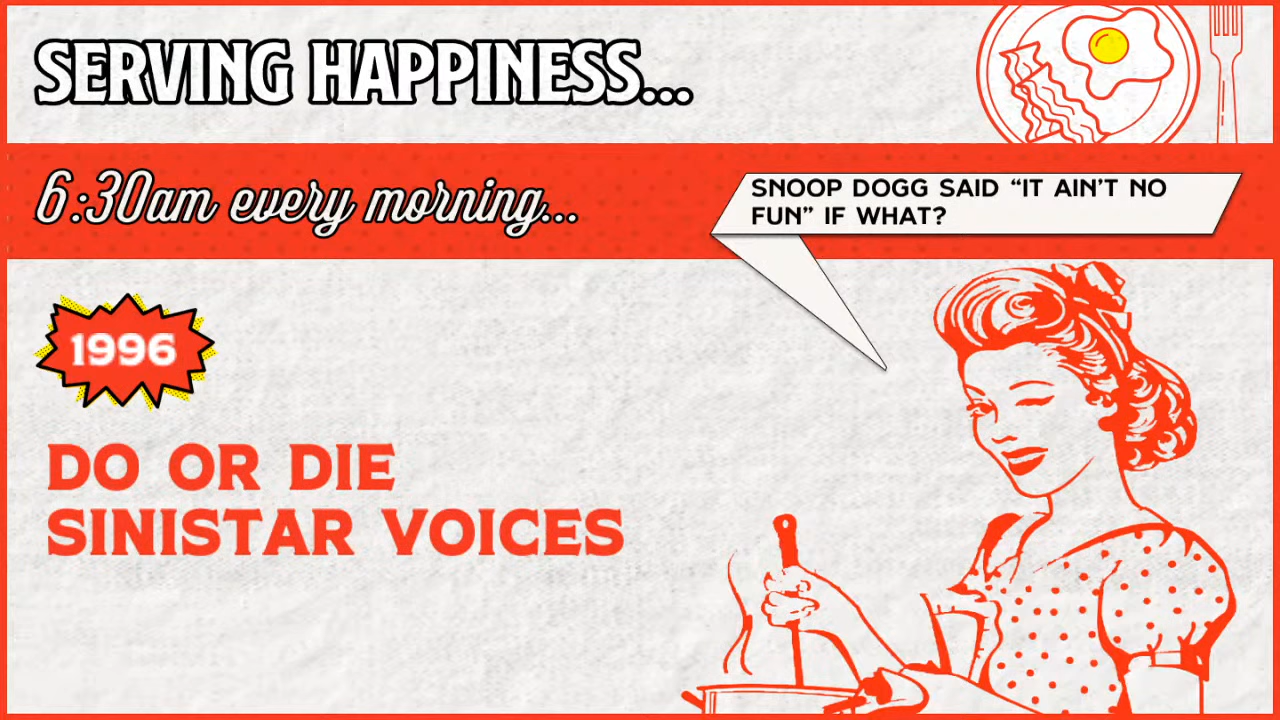 SERVING HAPPINESS...
6:30am every morning...
SNOOP DOGG SAID “IT AIN’T NO
FUN” IF WHAT?
1996
DO OR DIE
SINISTAR VOICES